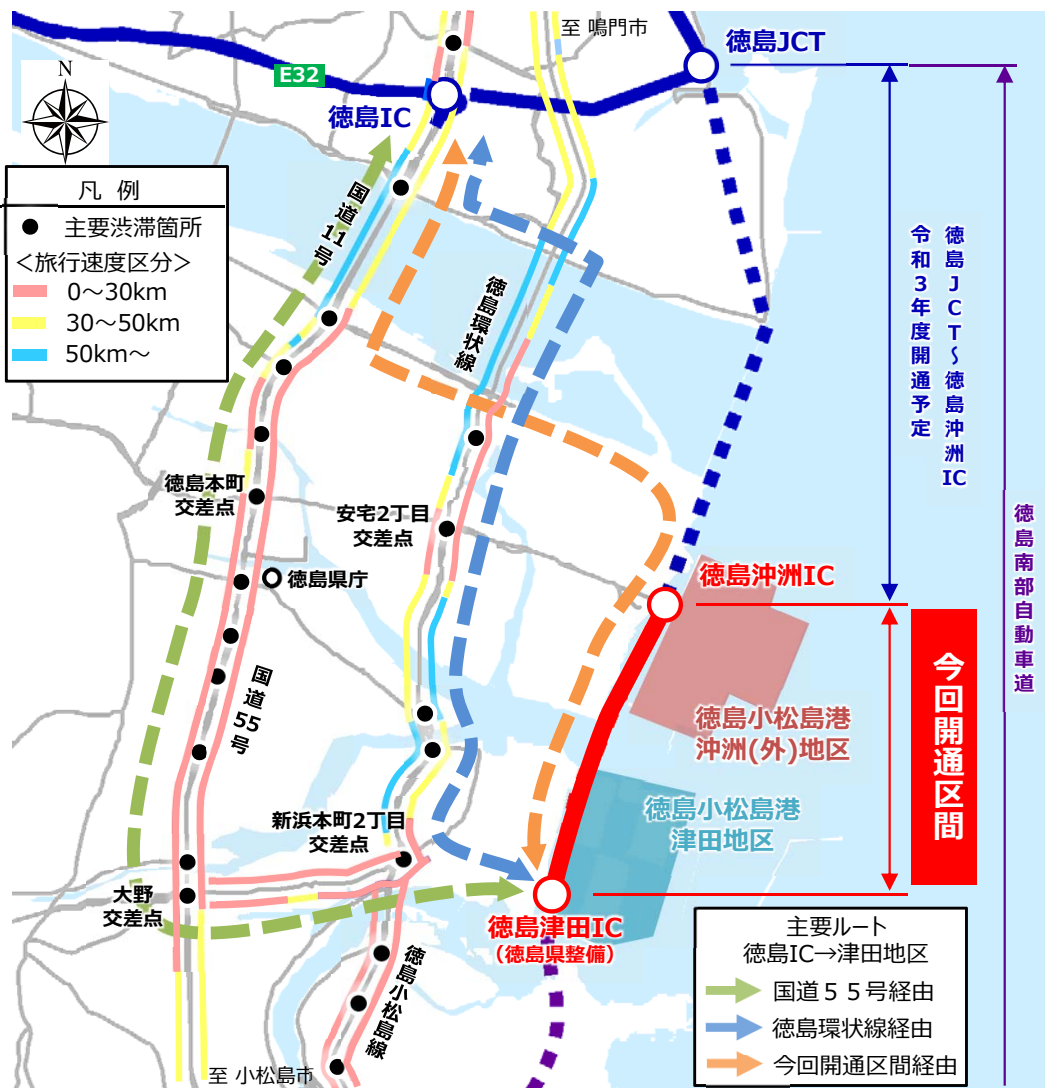 至 鳴門市
徳島JCT
E32
N
徳島IC
凡 例
主要渋滞箇所
<旅行速度区分>
0~30km
30~50km
50km~
国道11号
徳島環状線
徳島JCT~徳島沖洲IC
令和3年度開通予定
徳島南部自動車道
徳島本町
交差点
安宅2丁目
交差点
徳島県庁
徳島沖洲IC
国道55号
今回開通区間
徳島小松島港
沖洲(外)地区
徳島小松島港
津田地区
新浜本町2丁目
交差点
大野
交差点
徳島津田IC
(徳島県整備)
徳島小松島線
至 小松島市
主要ルート
徳島IC→津田地区
国道55号経由
徳島環状線経由
今回開通区間経由